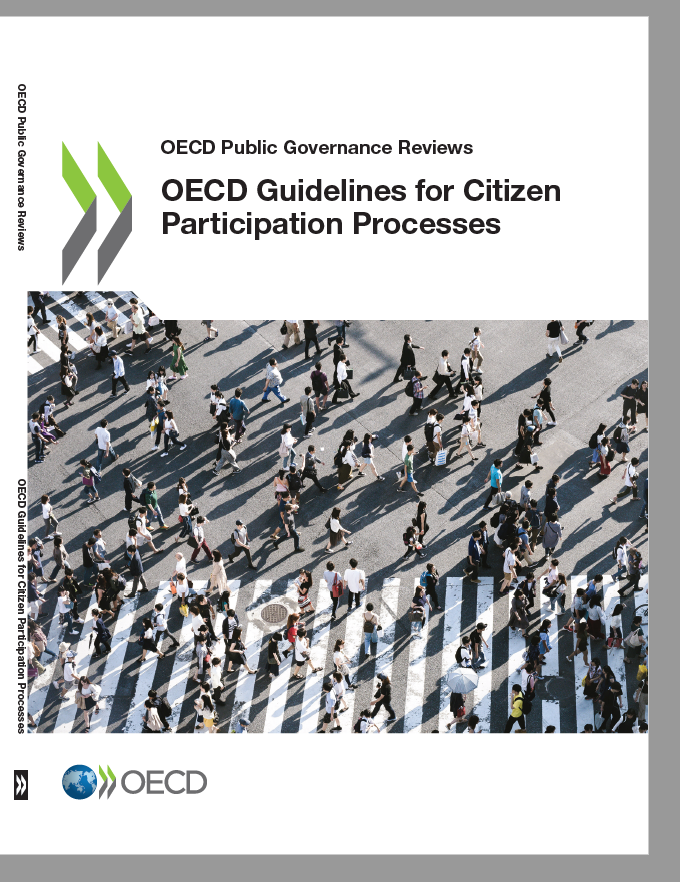 OECD Public Governance Reviews
OECD Guidelines for Citizen
Participation Processes
OECD Public Governance Reviews
OECD Guidelines for Citizen Participation Processes
OECD